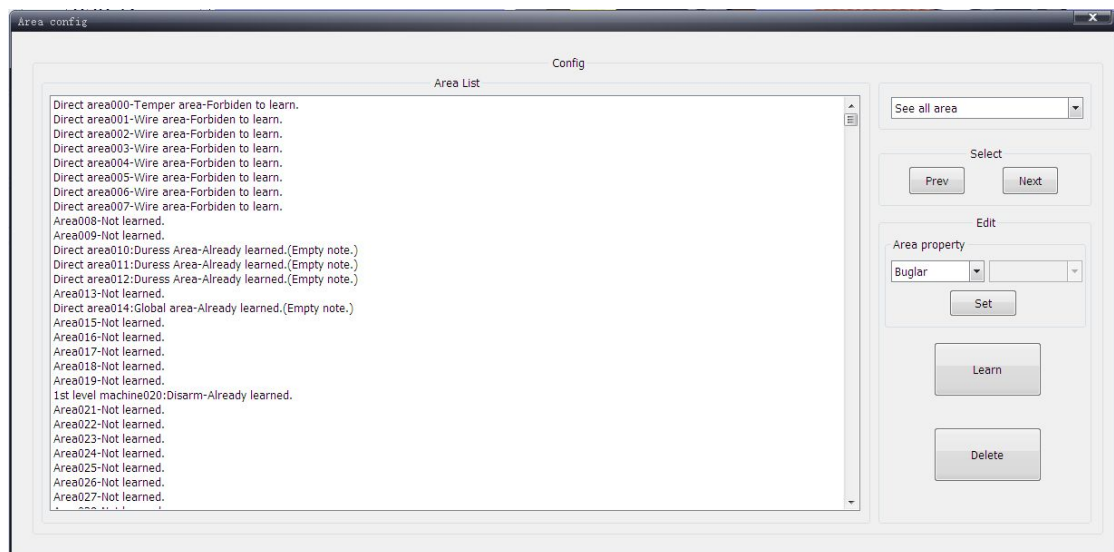 Area config
Config
Area List
Direct area000-Temper area-Forbiden to learn.
Direct area001-Wire area-Forbiden to learn.
Direct area002-Wire area-Forbiden to learn.
Direct area003-Wire area-Forbiden to learn.
Direct area004-Wire area-Forbiden to learn.
Direct area005-Wire area-Forbiden to learn.
Direct area006-Wire area-Forbiden to learn.
Direct area007-Wire area-Forbiden to learn.
Area008-Not learned.
Area009-Not learned.
Direct area010:Duress Area-Already learned.(Empty note.)
Direct area011:Duress Area-Already learned.(Empty note.)
Direct area012:Duress Area-Already learned.(Empty note.)
Area013-Not learned.
Direct area014:Global area-Already learned.(Empty note.)
Area015-Not learned.
Area016-Not learned.
Area017-Not learned.
Area018-Not learned.
Area019-Not learned.
1st level machine020:Disarm-Already learned.
Area021-Not learned.
Area022-Not learned.
Area023-Not learned.
Area024-Not learned.
Area025-Not learned.
Area026-Not learned.
Area027-Not learned.
See all area
Select
Prev
Next
Edit
Area property
Buglar
Set
Learn
Delete